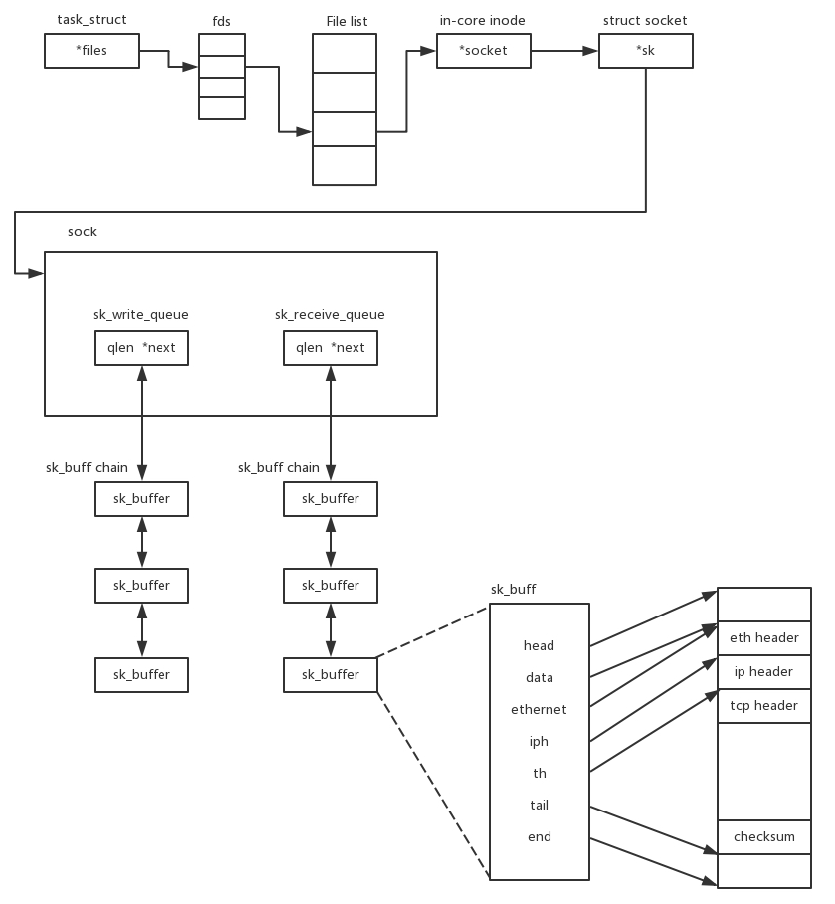 task_struct
fds
File list
in-core inode
struct socket
*files
*socket
*sk
sock
sk_write_queue
sk_receive_queue
qlen *next
qlen *next
sk_buff chain
sk_buff chain
sk_buffer
sk_buffer
sk_buffer
sk_buffer
sk_buffer
sk_buffer
sk_buff
head
data
ethernet
iph
th
tail
end
eth header
ip header
tcp header
checksum